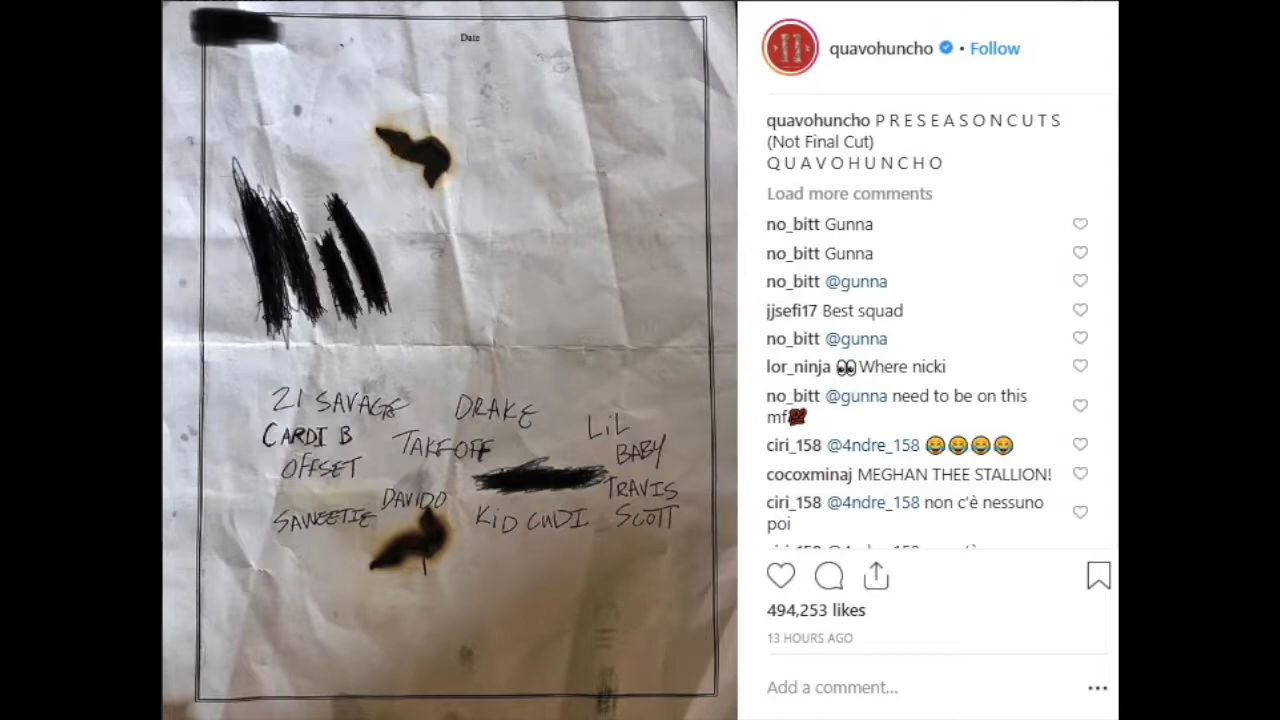 Date
21 SAVAGE
DRAKE
CARDI B
TAKEOFF
LiL
BABY
OFFSET
DAVIDO
TRAVIS
SCOTT
SAWEETIE
KiD CUDI
quavohuncho • Follow
quavohuncho P R E S E A S O N C U T S
(Not Final Cut)
Q U A V O H U N C H O
Load more comments
no_bitt Gunna
no_bitt Gunna
no_bitt @gunna
jjsefi17 Best squad
no_bitt @gunna
lor_ninja 👀Where nicki
no_bitt @gunna need to be on this
mf💯
ciri_158 @4ndre_158 😂😂😂😂
cocoxminaj MEGHAN THEE STALLION!
ciri_158 @4ndre_158 non c'è nessuno
poi
494,253 likes
13 HOURS AGO
Add a comment...